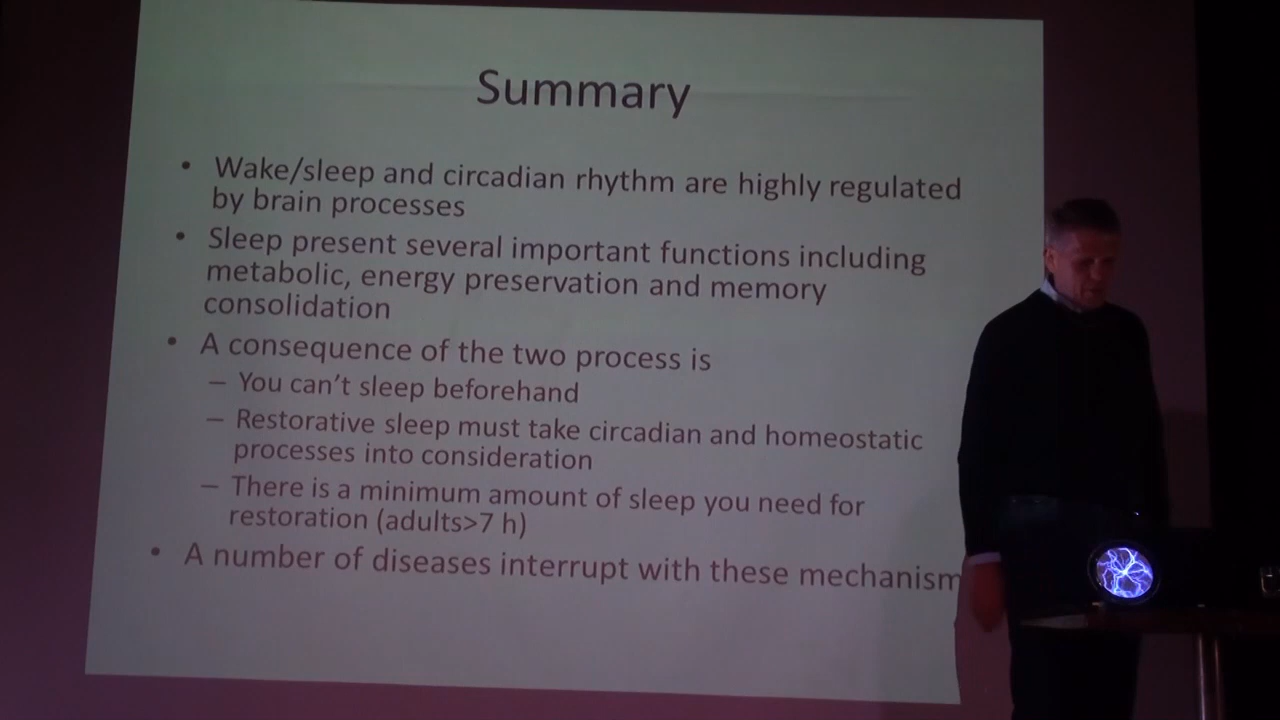 Summary
• Wake/sleep and circadian rhythm are highly regulated
by brain processes
• Sleep present several important functions including
metabolic, energy preservation and memory
consolidation
• A consequence of the two process is
– You can't sleep beforehand
– Restorative sleep must take circadian and homeostatic
processes into consideration
– There is a minimum amount of sleep you need for
restoration (adults>7 h)
• A number of diseases interrupt with these mechanism